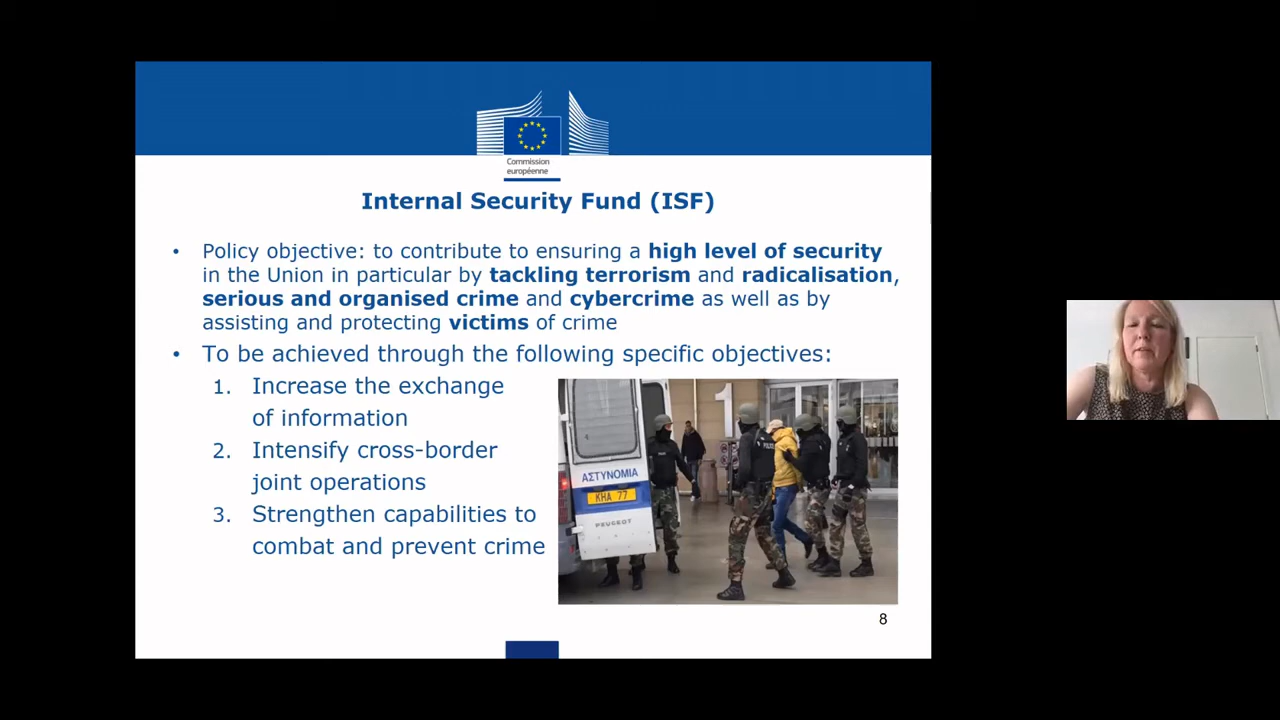 Commission
européenne
Internal Security Fund (ISF)
• Policy objective: to contribute to ensuring a high level of security
in the Union in particular by tackling terrorism and radicalisation,
serious and organised crime and cybercrime as well as by
assisting and protecting victims of crime
• To be achieved through the following specific objectives:
1. Increase the exchange
of information
2. Intensify cross-border
joint operations
3. Strengthen capabilities to
combat and prevent crime
1
ΑΣΤΥΝΟΜΙΑ
KHA 77
PEUGEOT
8